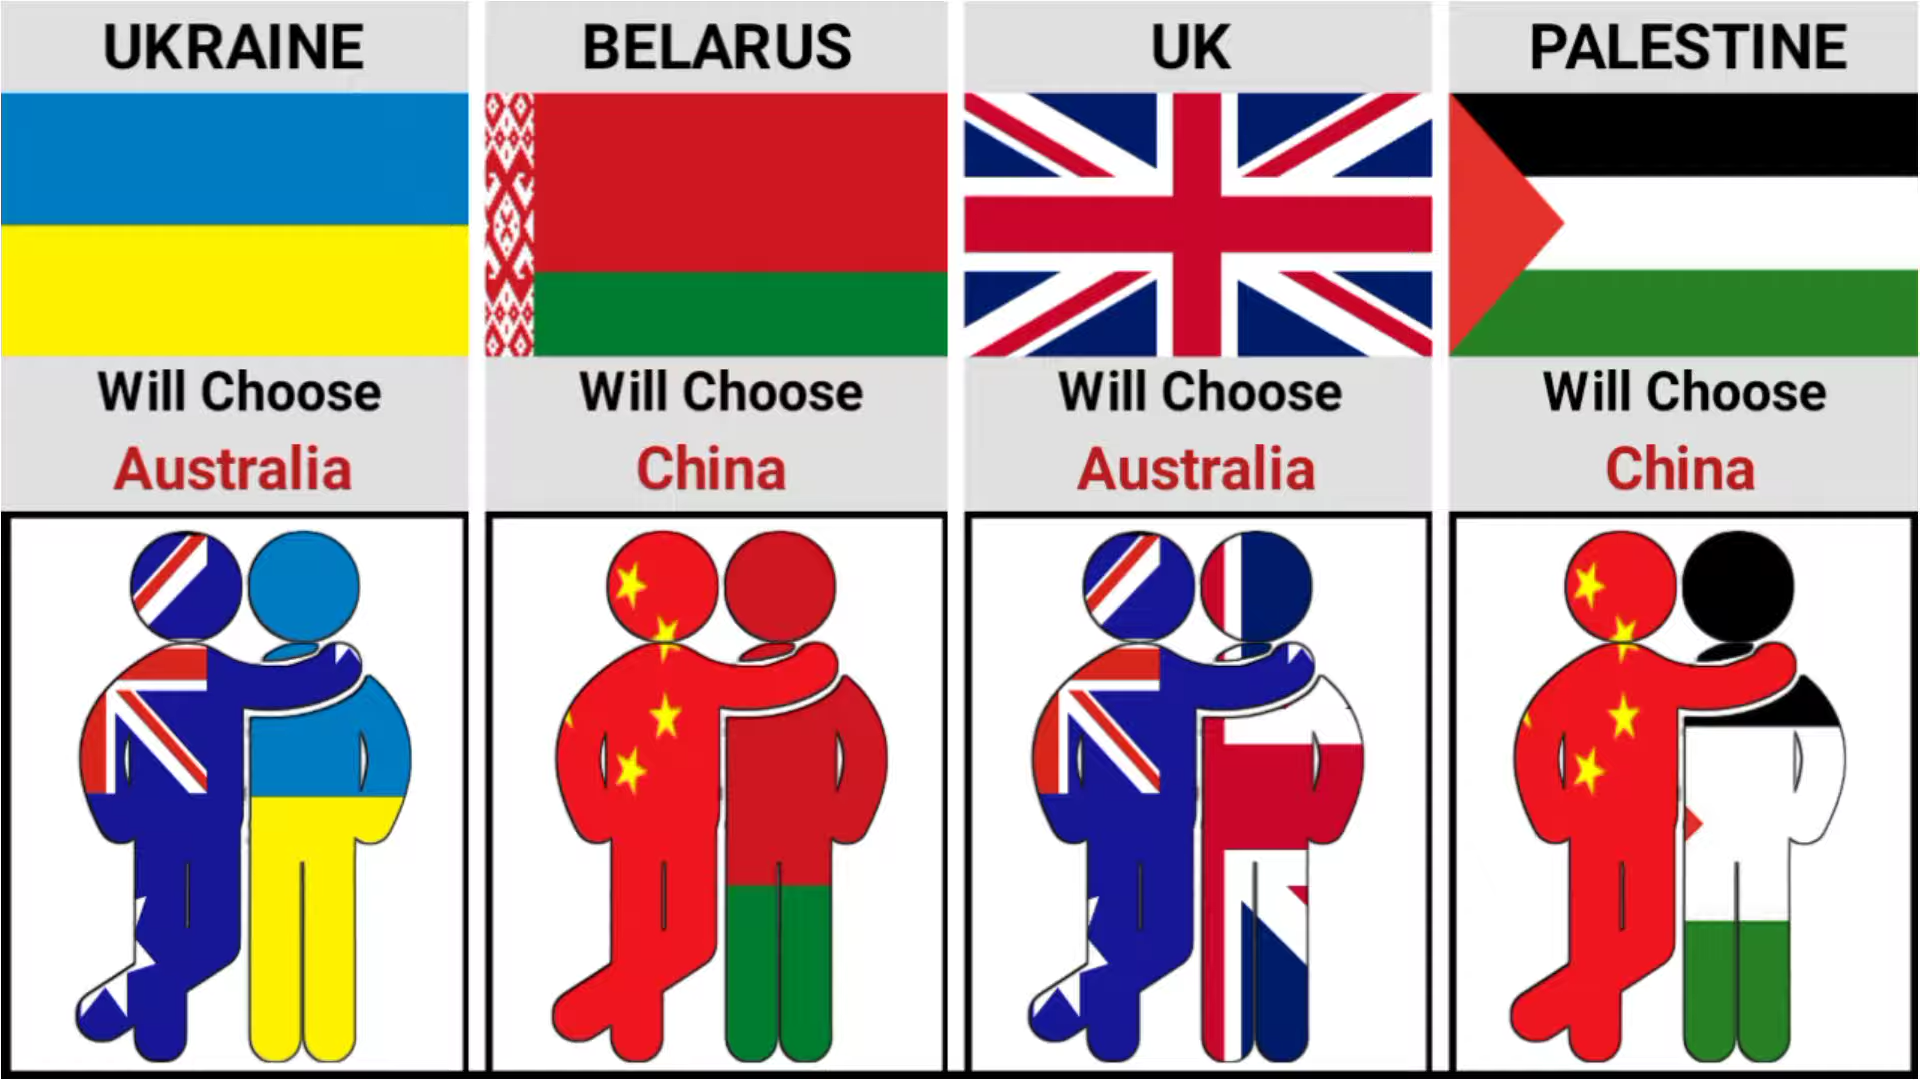 UKRAINE
Will Choose
Australia
BELARUS
Will Choose
China
UK
Will Choose
Australia
PALESTINE
Will Choose
China